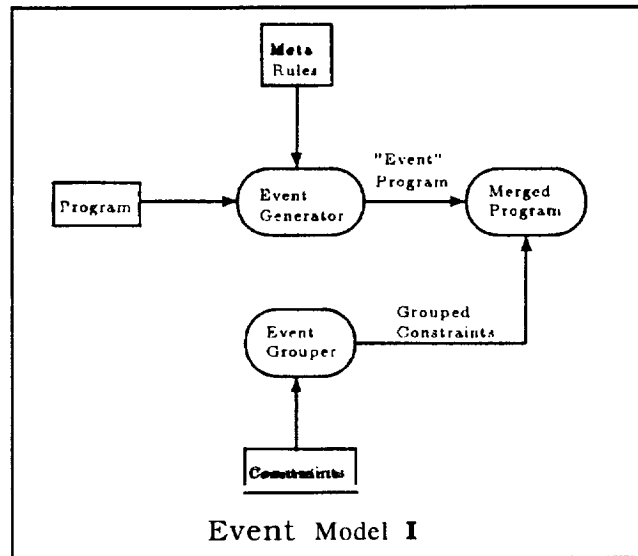 Meta
Rules
"Event"
Program
Program
Event
Generator
Merged
Program
Grouped
Constraints
Event
Grouper
Constraints
Event Model I